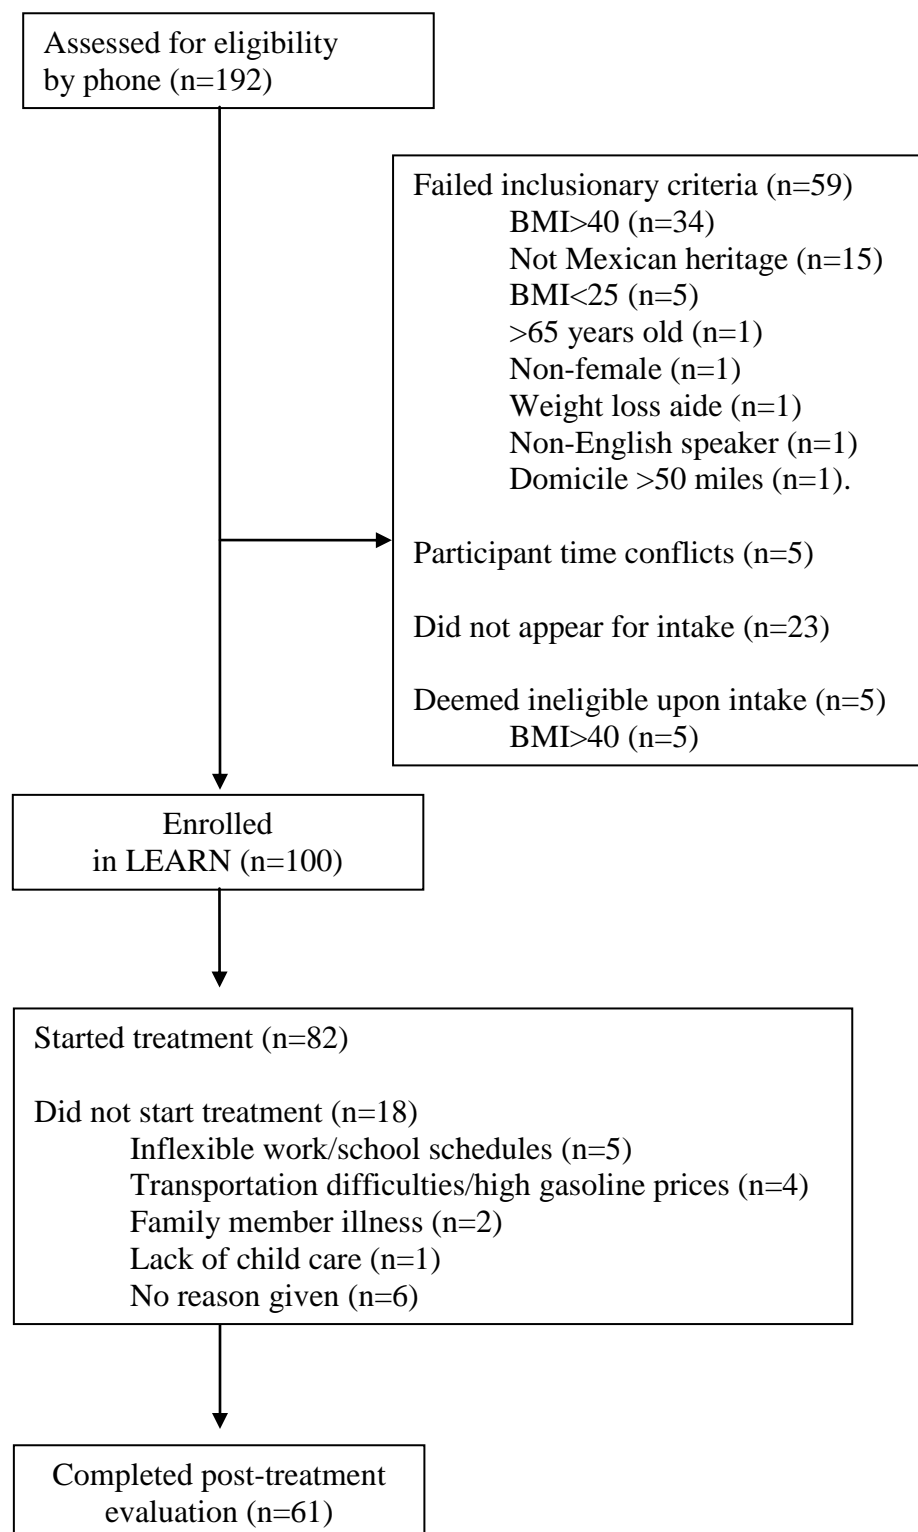 Assessed for eligibility
by phone (n=192)
Failed inclusionary criteria (n=59)
BMI>40 (n=34)
Not Mexican heritage (n=15)
BMI<25 (n=5)
>65 years old (n=1)
Non-female (n=1)
Weight loss aide (n=1)
Non-English speaker (n=1)
Domicile >50 miles (n=1).
Participant time conflicts (n=5)
Did not appear for intake (n=23)
Deemed ineligible upon intake (n=5)
BMI>40 (n=5)
Enrolled
in LEARN (n=100)
Started treatment (n=82)
Did not start treatment (n=18)
Inflexible work/school schedules (n=5)
Transportation difficulties/high gasoline prices (n=4)
Family member illness (n=2)
Lack of child care (n=1)
No reason given (n=6)
Completed post-treatment
evaluation (n=61)